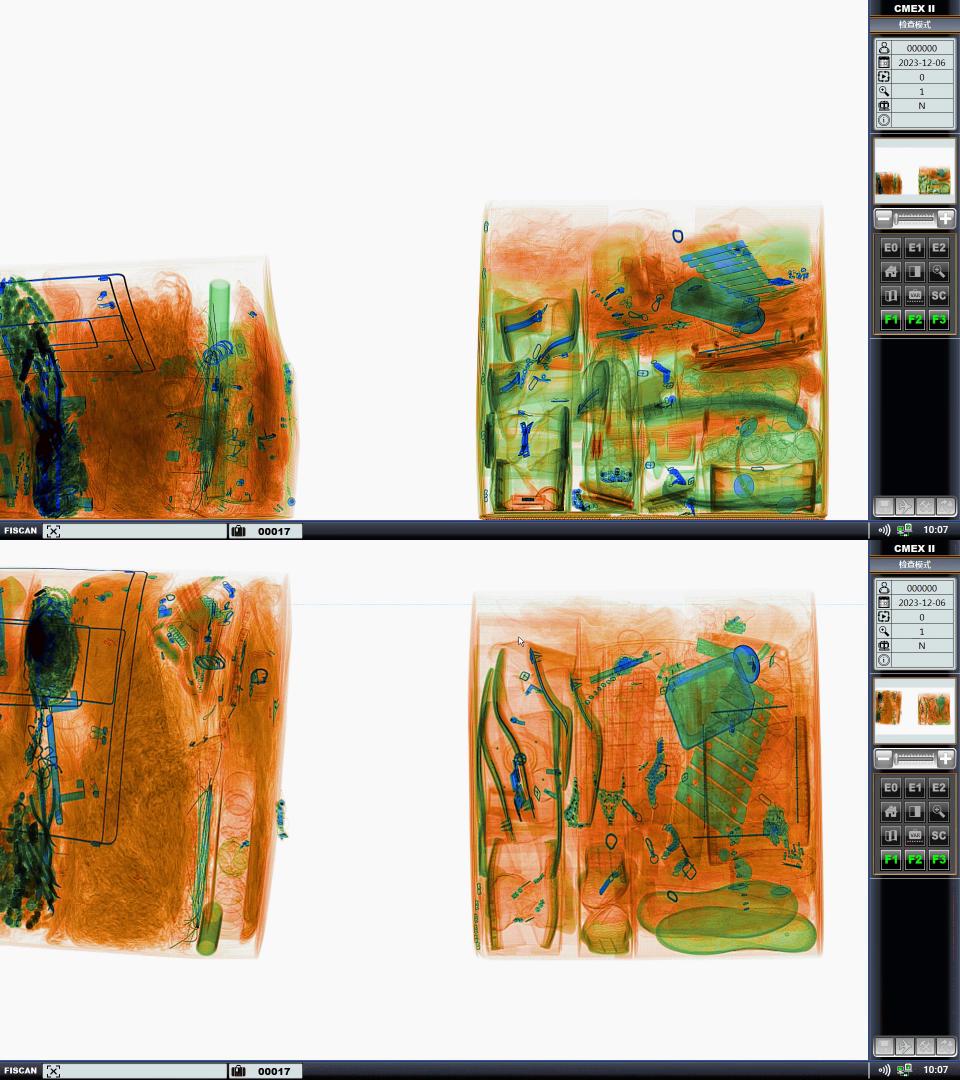 CMEX II
检查模式
000000
2023-12-06
0
1
N
E0 E1 E2
VAR SC
F1 F2 F3
FISCAN 00017 10:07
CMEX II
检查模式
000000
2023-12-06
0
1
N
E0 E1 E2
VAR SC
F1 F2 F3
FISCAN 00017 10:07